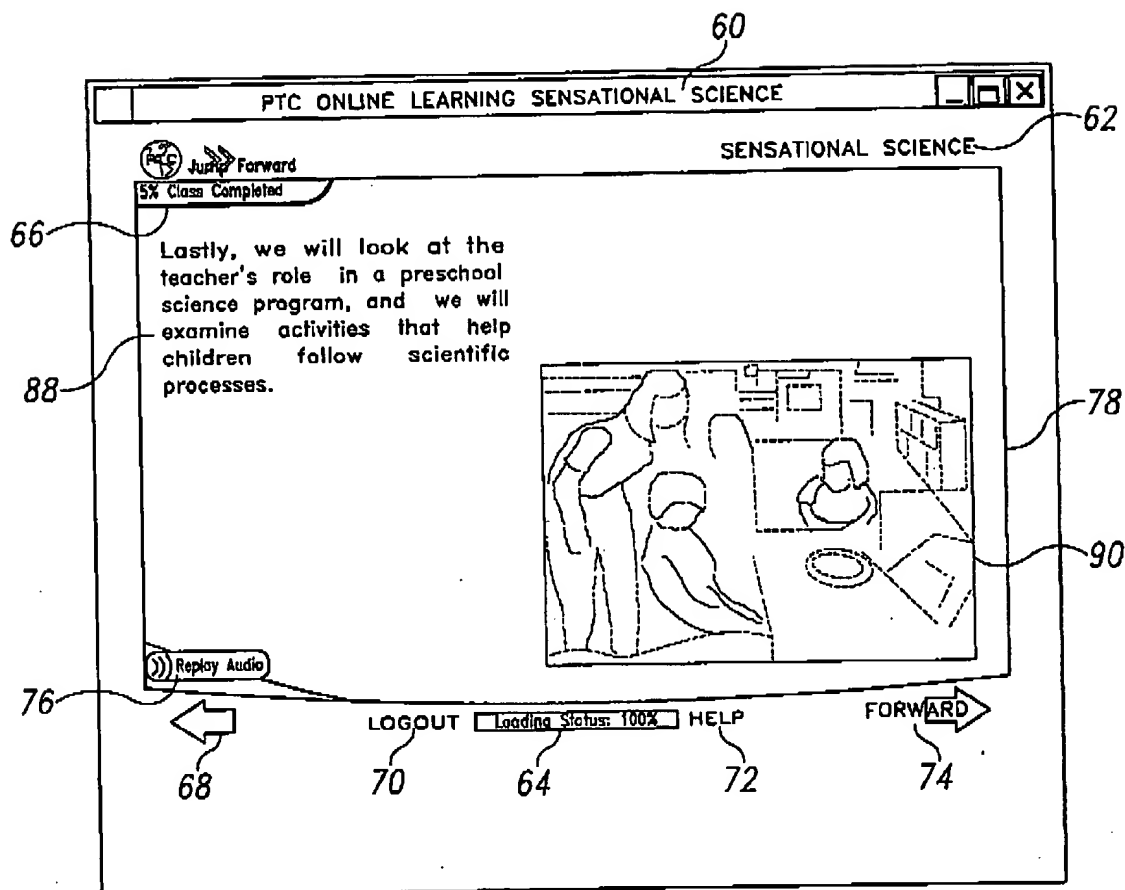 60
PTC ONLINE LEARNING SENSATIONAL SCIENCE
62
SENSATIONAL SCIENCE
Jump Forward
5% Class Completed
66
Lastly, we will look at the
teacher's role in a preschool
science program, and we will
examine activities that help
children follow scientific
processes.
88
78
90
Replay Audio
76
LOGOUT
Loading Status: 100%
HELP
FORWARD
68
70
64
72
74